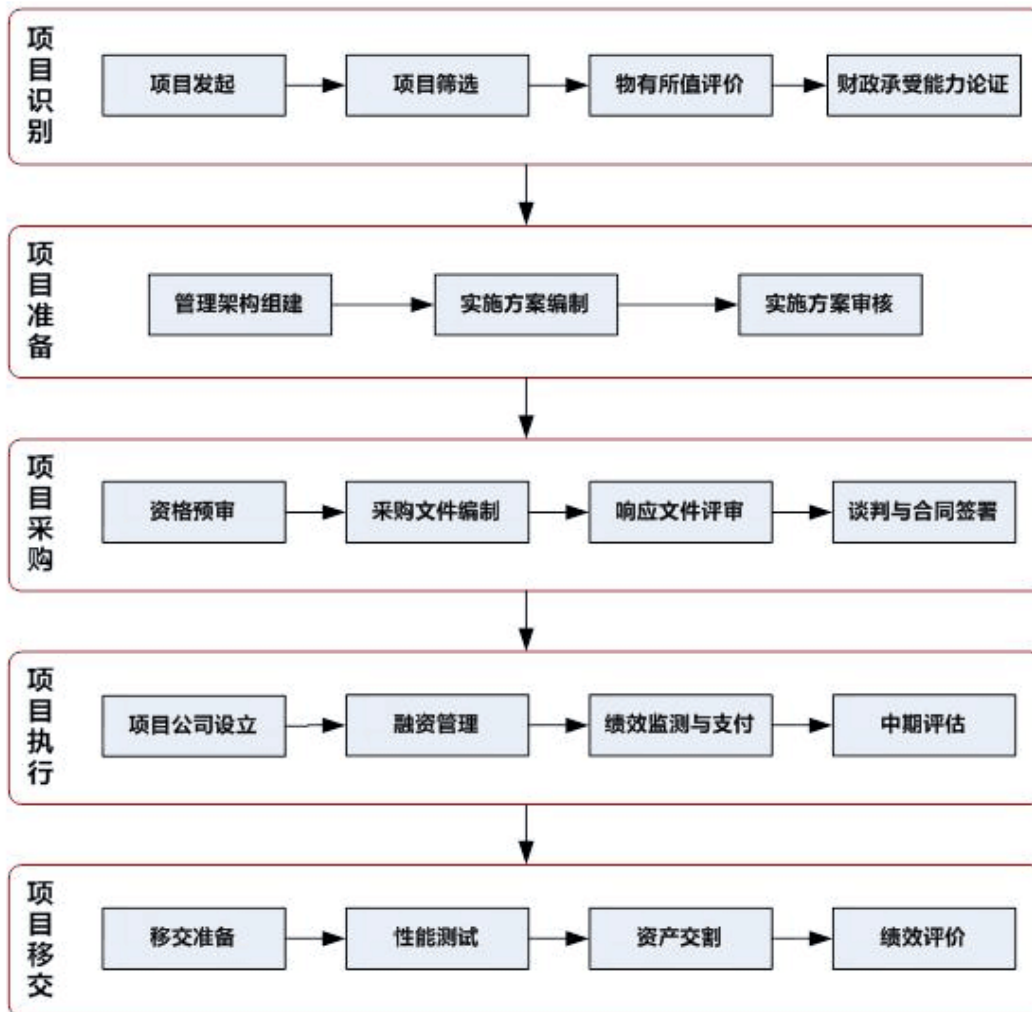 项目识别
项目发起
项目筛选
物有所值评价
财政承受能力论证
项目准备
管理架构组建
实施方案编制
实施方案审核
项目采购
资格预审
采购文件编制
响应文件评审
谈判与合同签署
项目执行
项目公司设立
融资管理
绩效监测与支付
中期评估
项目移交
移交准备
性能测试
资产交割
绩效评价